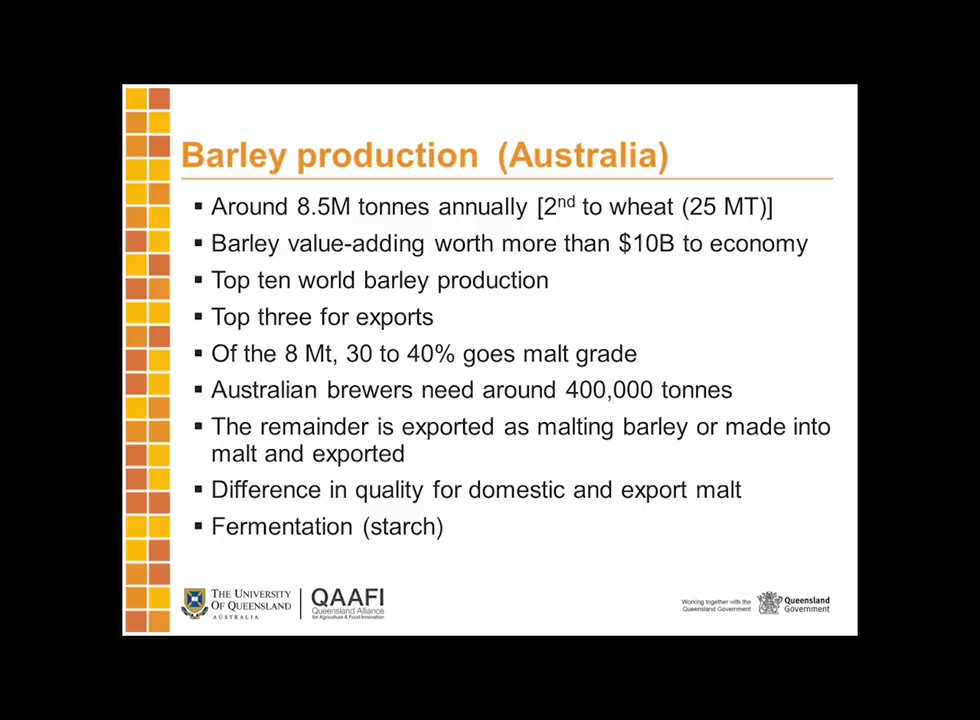 Barley production (Australia)
▪ Around 8.5M tonnes annually [2nd to wheat (25 MT)]
▪ Barley value-adding worth more than $10B to economy
▪ Top ten world barley production
▪ Top three for exports
▪ Of the 8 Mt, 30 to 40% goes malt grade
▪ Australian brewers need around 400,000 tonnes
▪ The remainder is exported as malting barley or made into
malt and exported
▪ Difference in quality for domestic and export malt
▪ Fermentation (starch)
THE UNIVERSITY
OF QUEENSLAND
AUSTRALIA
QAAFI
Queensland Alliance
for Agriculture & Food Innovation
Working together with the
Queensland Government
Queensland
Government